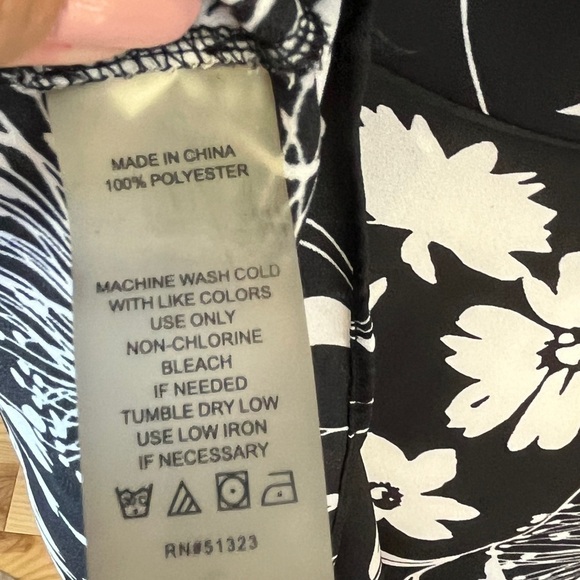 MADE IN CHINA
100% POLYESTER
MACHINE WASH COLD
WITH LIKE COLORS
USE ONLY
NON-CHLORINE
BLEACH
IF NEEDED
TUMBLE DRY LOW
USE LOW IRON
IF NECESSARY
RN#51323